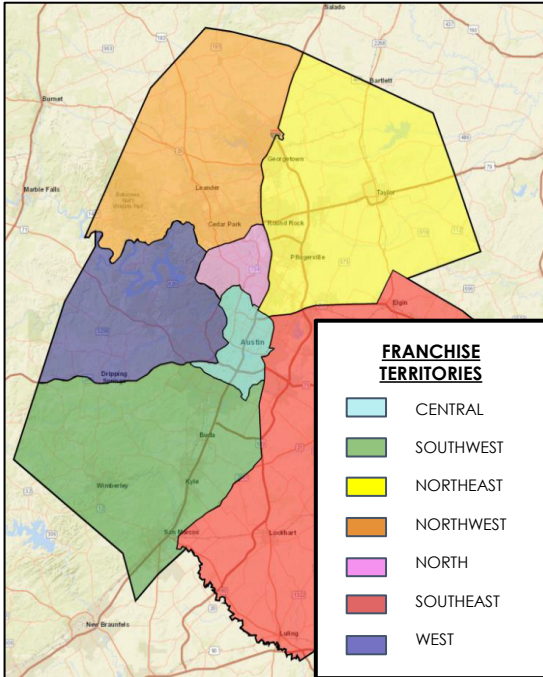 Salado
Bartlett
Burnet
Georgetown
Marble Falls
Leander
Taylor
Cedar Park
Round Rock
Pflugerville
Elgin
Austin
Dripping
Springs
Buda
Wimberley
Kyle
San Marcos
Lockhart
New Braunfels
Luling
FRANCHISE
TERRITORIES
CENTRAL
SOUTHWEST
NORTHEAST
NORTHWEST
NORTH
SOUTHEAST
WEST